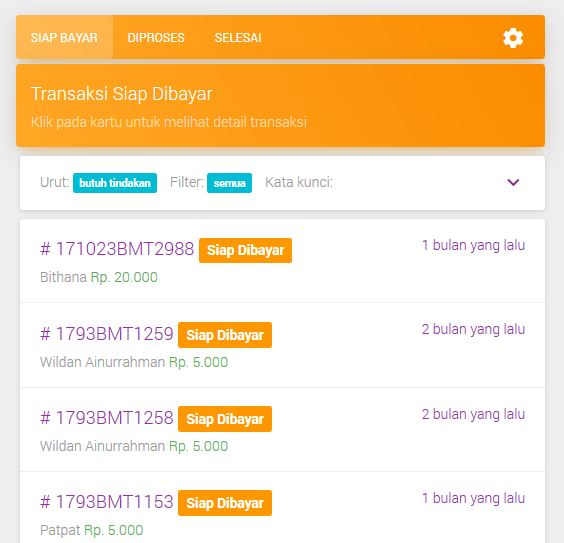 SIAP BAYAR DIPROSES SELESAI
Transaksi Siap Dibayar
Klik pada kartu untuk melihat detail transaksi
Urut: butuh tindakan Filter: semua Kata kunci:
# 171023BMT2988 Siap Dibayar 1 bulan yang lalu
Bithana Rp. 20.000
# 1793BMT1259 Siap Dibayar 2 bulan yang lalu
Wildan Ainurrahman Rp. 5.000
# 1793BMT1258 Siap Dibayar 2 bulan yang lalu
Wildan Ainurrahman Rp. 5.000
# 1793BMT1153 Siap Dibayar 1 bulan yang lalu
Patpat Rp. 5.000